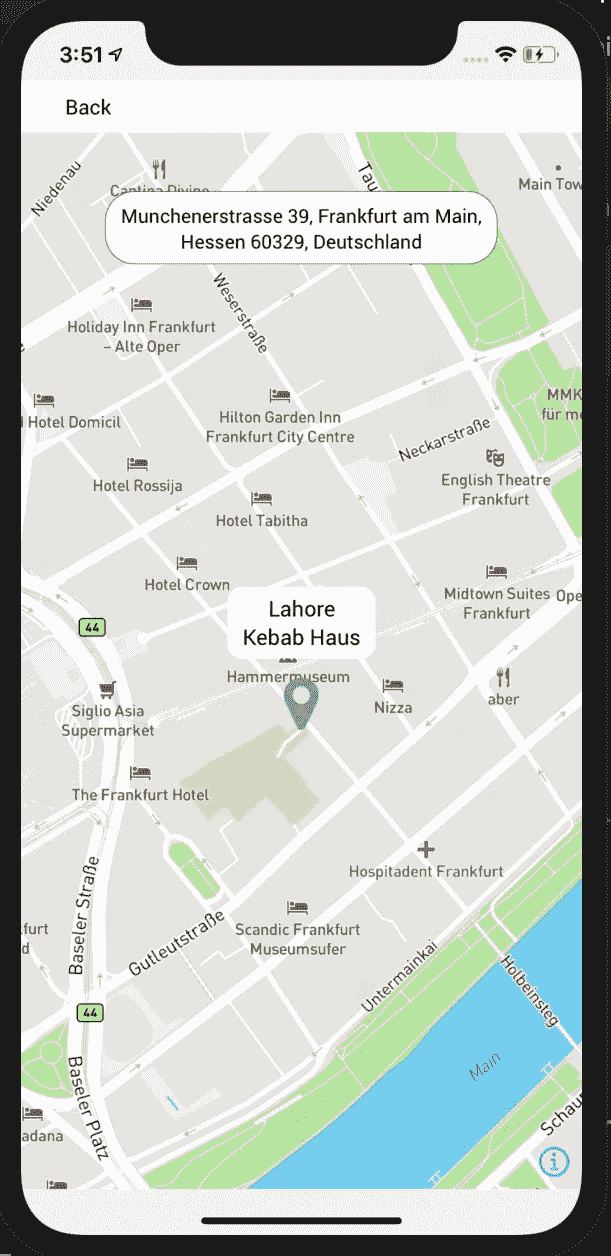 3:51
Back
Niedenau
Cantina Divino
Tau
Main Tow
Munchenerstrasse 39, Frankfurt am Main,
Hessen 60329, Deutschland
Weserstraße
Holiday Inn Frankfurt
– Alte Oper
MMK
für mo
Hotel Domicil
Hilton Garden Inn
Frankfurt City Centre
Neckarstraße
Hotel Rossija
English Theatre
Frankfurt
Hotel Tabitha
Hotel Crown
Midtown Suites
Frankfurt
Ope
Lahore
Kebab Haus
44
Hammermuseum
Nizza
aber
Siglio Asia
Supermarket
The Frankfurt Hotel
Hospitadent Frankfurt
Baseler Straße
Gutleutstraße
Scandic Frankfurt
Museumsufer
furt
d
Untermainkai
Holbeinsteg
44
Main
Baseler Platz
adana
Schau